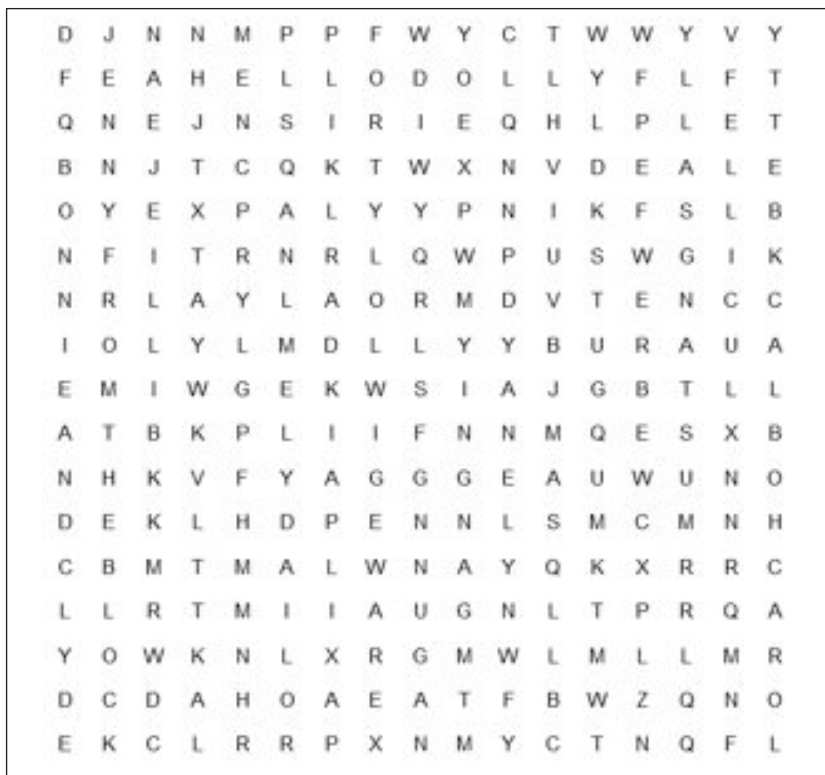 D J N N M P P F W Y C T W W Y V Y
F E A H E L L O D O L L Y F L F T
Q N E J N S I R I E Q H L P L E T
B N J T C Q K T W X N V D E A L E
O Y E X P A L Y Y P N I K F S L B
N F I T R N R L Q W P U S W G I K
N R L A Y L A O R M D V T E N C C
I O L Y L M D L L Y Y B U R A U A
E M I W G E K W S I A J G B T L L
A T B K P L I I F N N M Q E S X B
N H K V F Y A G G G E A U W U N O
D E K L H D P E N N L S M C M N H
C B M T M A L W N A Y Q K X R R C
L L R T M I I A U G N L T P R Q A
Y O W K N L X R G M W L M L L M R
D C D A H O A E A T F B W Z Q N O
E K C L R R P X N M Y C T N Q F L